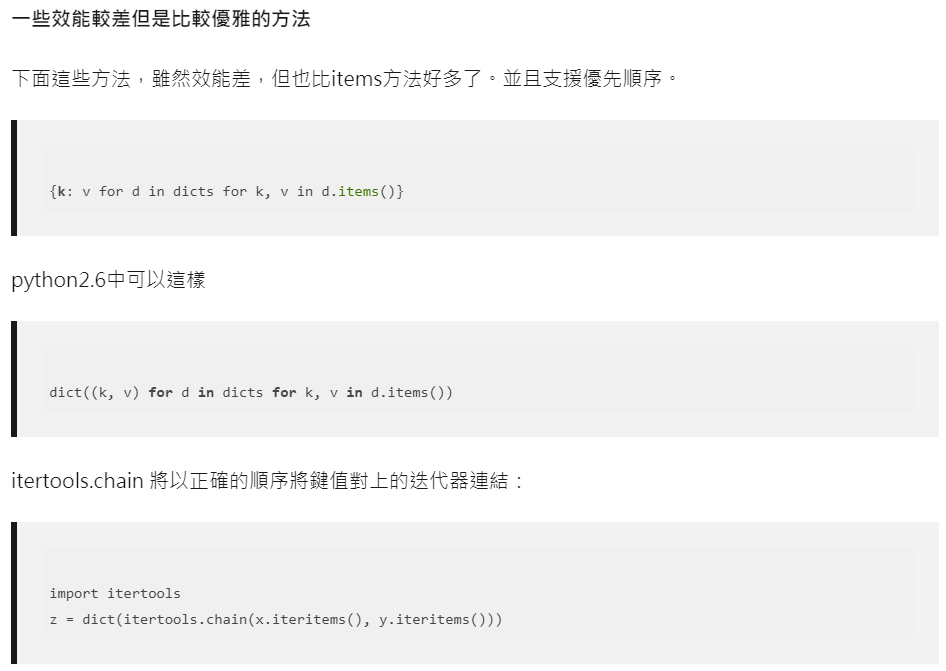 一些效能較差但是比較優雅的方法
下面這些方法，雖然效能差，但也比items方法好多了。並且支援優先順序。
{k: v for d in dicts for k, v in d.items()}
python2.6中可以這樣
dict((k, v) for d in dicts for k, v in d.items())
itertools.chain 將以正確的順序將鍵值對上的迭代器連結：
import itertools
z = dict(itertools.chain(x.iteritems(), y.iteritems()))